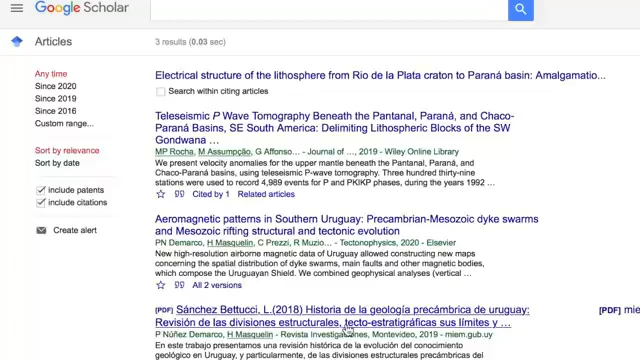 Google Scholar
Articles
3 results (0.03 sec)
Any time
Since 2020
Since 2019
Since 2016
Custom range...
Sort by relevance
Sort by date
include patents
include citations
Create alert
Electrical structure of the lithosphere from Rio de la Plata craton to Paraná basin: Amalgamatio...
Search within citing articles
Teleseismic P Wave Tomography Beneath the Pantanal, Paraná, and Chaco-
Paraná Basins, SE South America: Delimiting Lithospheric Blocks of the SW
Gondwana ...
MP Rocha, M Assumpção, G Affonso... - Journal of ..., 2019 - Wiley Online Library
We present velocity anomalies for the upper mantle beneath the Pantanal, Paraná, and
Chaco-Paraná Basins, using teleseismic P-wave tomography. Three hundred thirty-nine
stations were used to record 4,989 events for P and PKIKP phases, during the years 1992 ...
Cited by 1 Related articles
Aeromagnetic patterns in Southern Uruguay: Precambrian-Mesozoic dyke swarms
and Mesozoic rifting structural and tectonic evolution
PN Demarco, H Masquelin, C Prezzi, R Muzio... - Tectonophysics, 2020 - Elsevier
New high-resolution airborne magnetic data of Uruguay allowed constructing new maps
concerning the spatial distribution of dyke swarms, main faults and other magnetic bodies,
which compose the Uruguayan Shield. We combined geophysical analyses (vertical ...
All 2 versions
[PDF] Sánchez Bettucci, L.(2018) Historia de la geología precámbrica de uruguay:
Revisión de las divisiones estructurales, tecto-estratigráficas sus límites y ...
[PDF] miem
P Núñez Demarco, H Masquelin - Revista Investigaciones, Montevideo, 2019 - miem.gub.uy
En este trabajo presentamos una revisión histórica de la evolución del conocimiento
geológico en Uruguay, y particularmente, de las divisiones estructurales precámbricas del